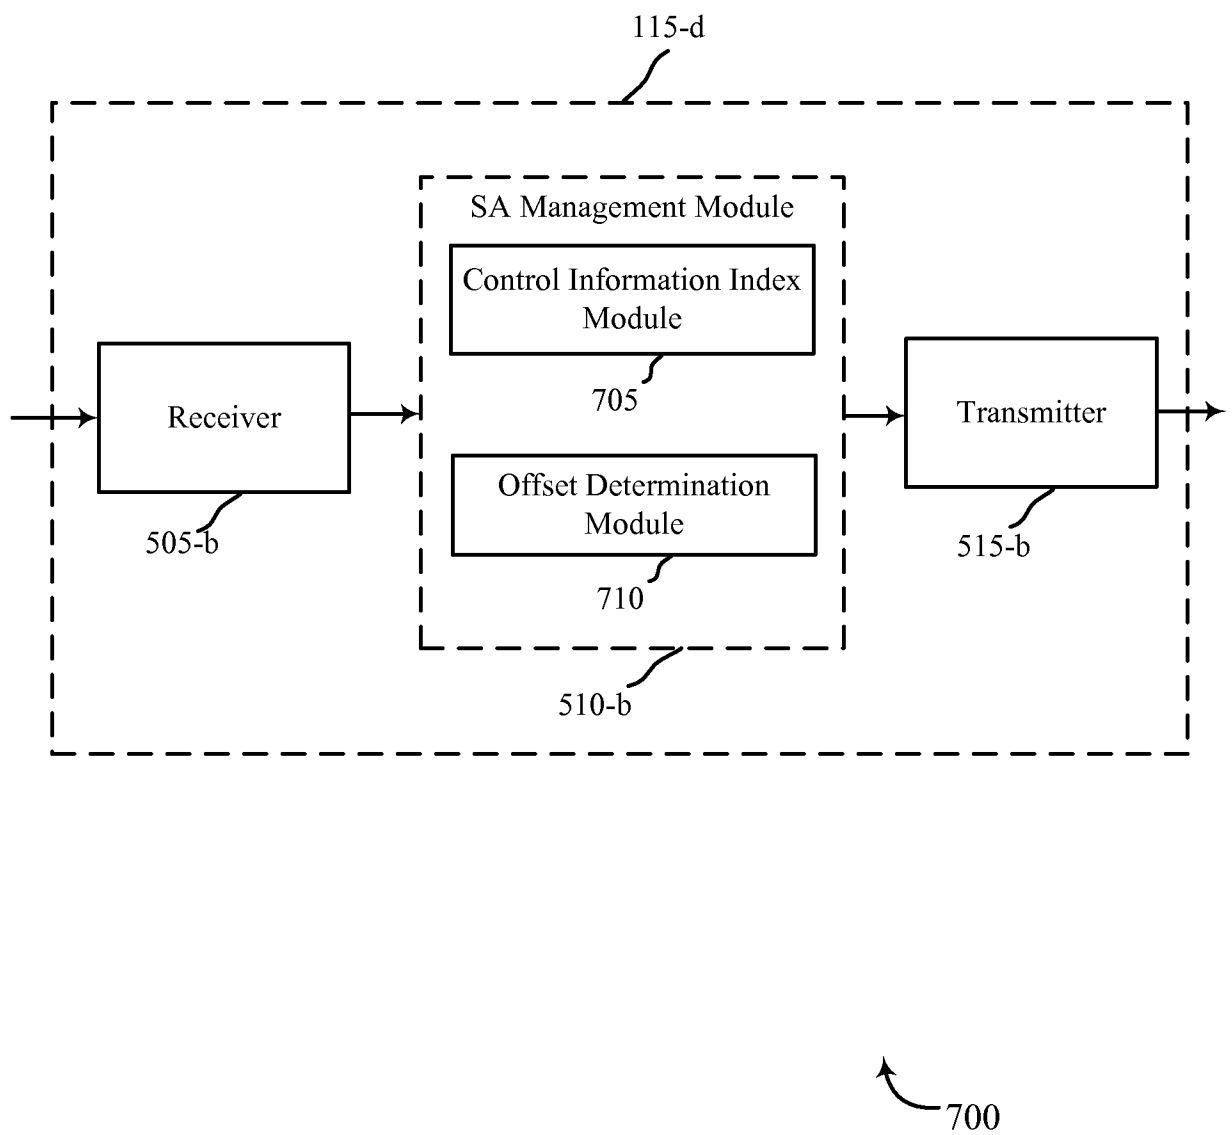 115-d
SA Management Module
Control Information Index
Module
705
Receiver
505-b
Transmitter
515-b
Offset Determination
Module
710
510-b
700